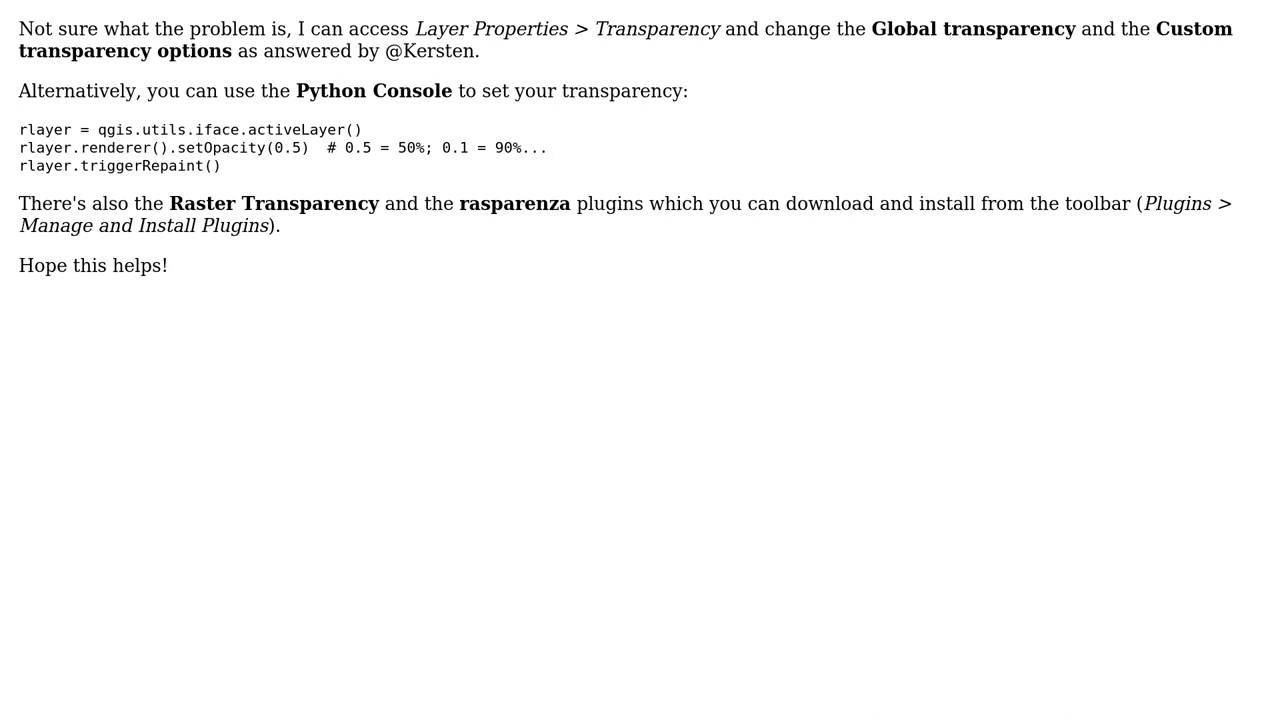 Not sure what the problem is, I can access Layer Properties > Transparency and change the Global transparency and the Custom
transparency options as answered by @Kersten.
Alternatively, you can use the Python Console to set your transparency:
rlayer = qgis.utils.iface.activeLayer()
rlayer.renderer().setOpacity(0.5)  # 0.5 = 50%; 0.1 = 90%...
rlayer.triggerRepaint()
There's also the Raster Transparency and the rasparenza plugins which you can download and install from the toolbar (Plugins >
Manage and Install Plugins).
Hope this helps!